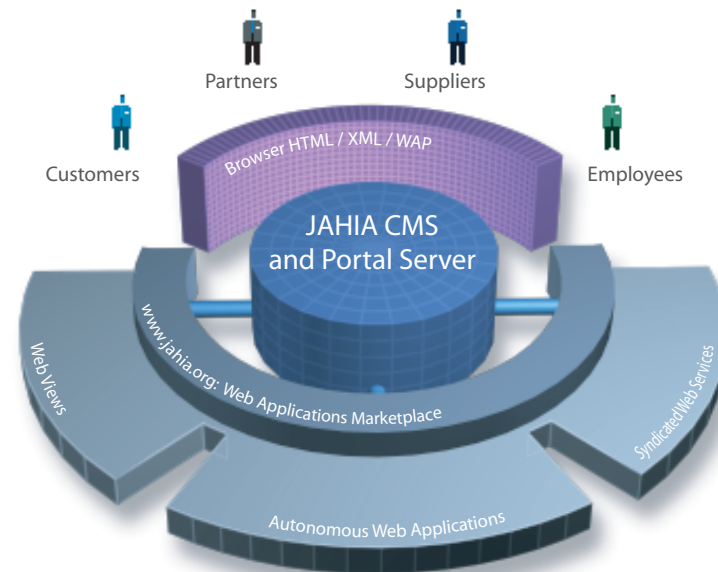 Partners
Suppliers
Customers
Employees
Browser HTML / XML / WAP
JAHIA CMS
and Portal Server
www.jahia.org: Web Applications Marketplace
Web Views
Syndicated Web Services
Autonomous Web Applications